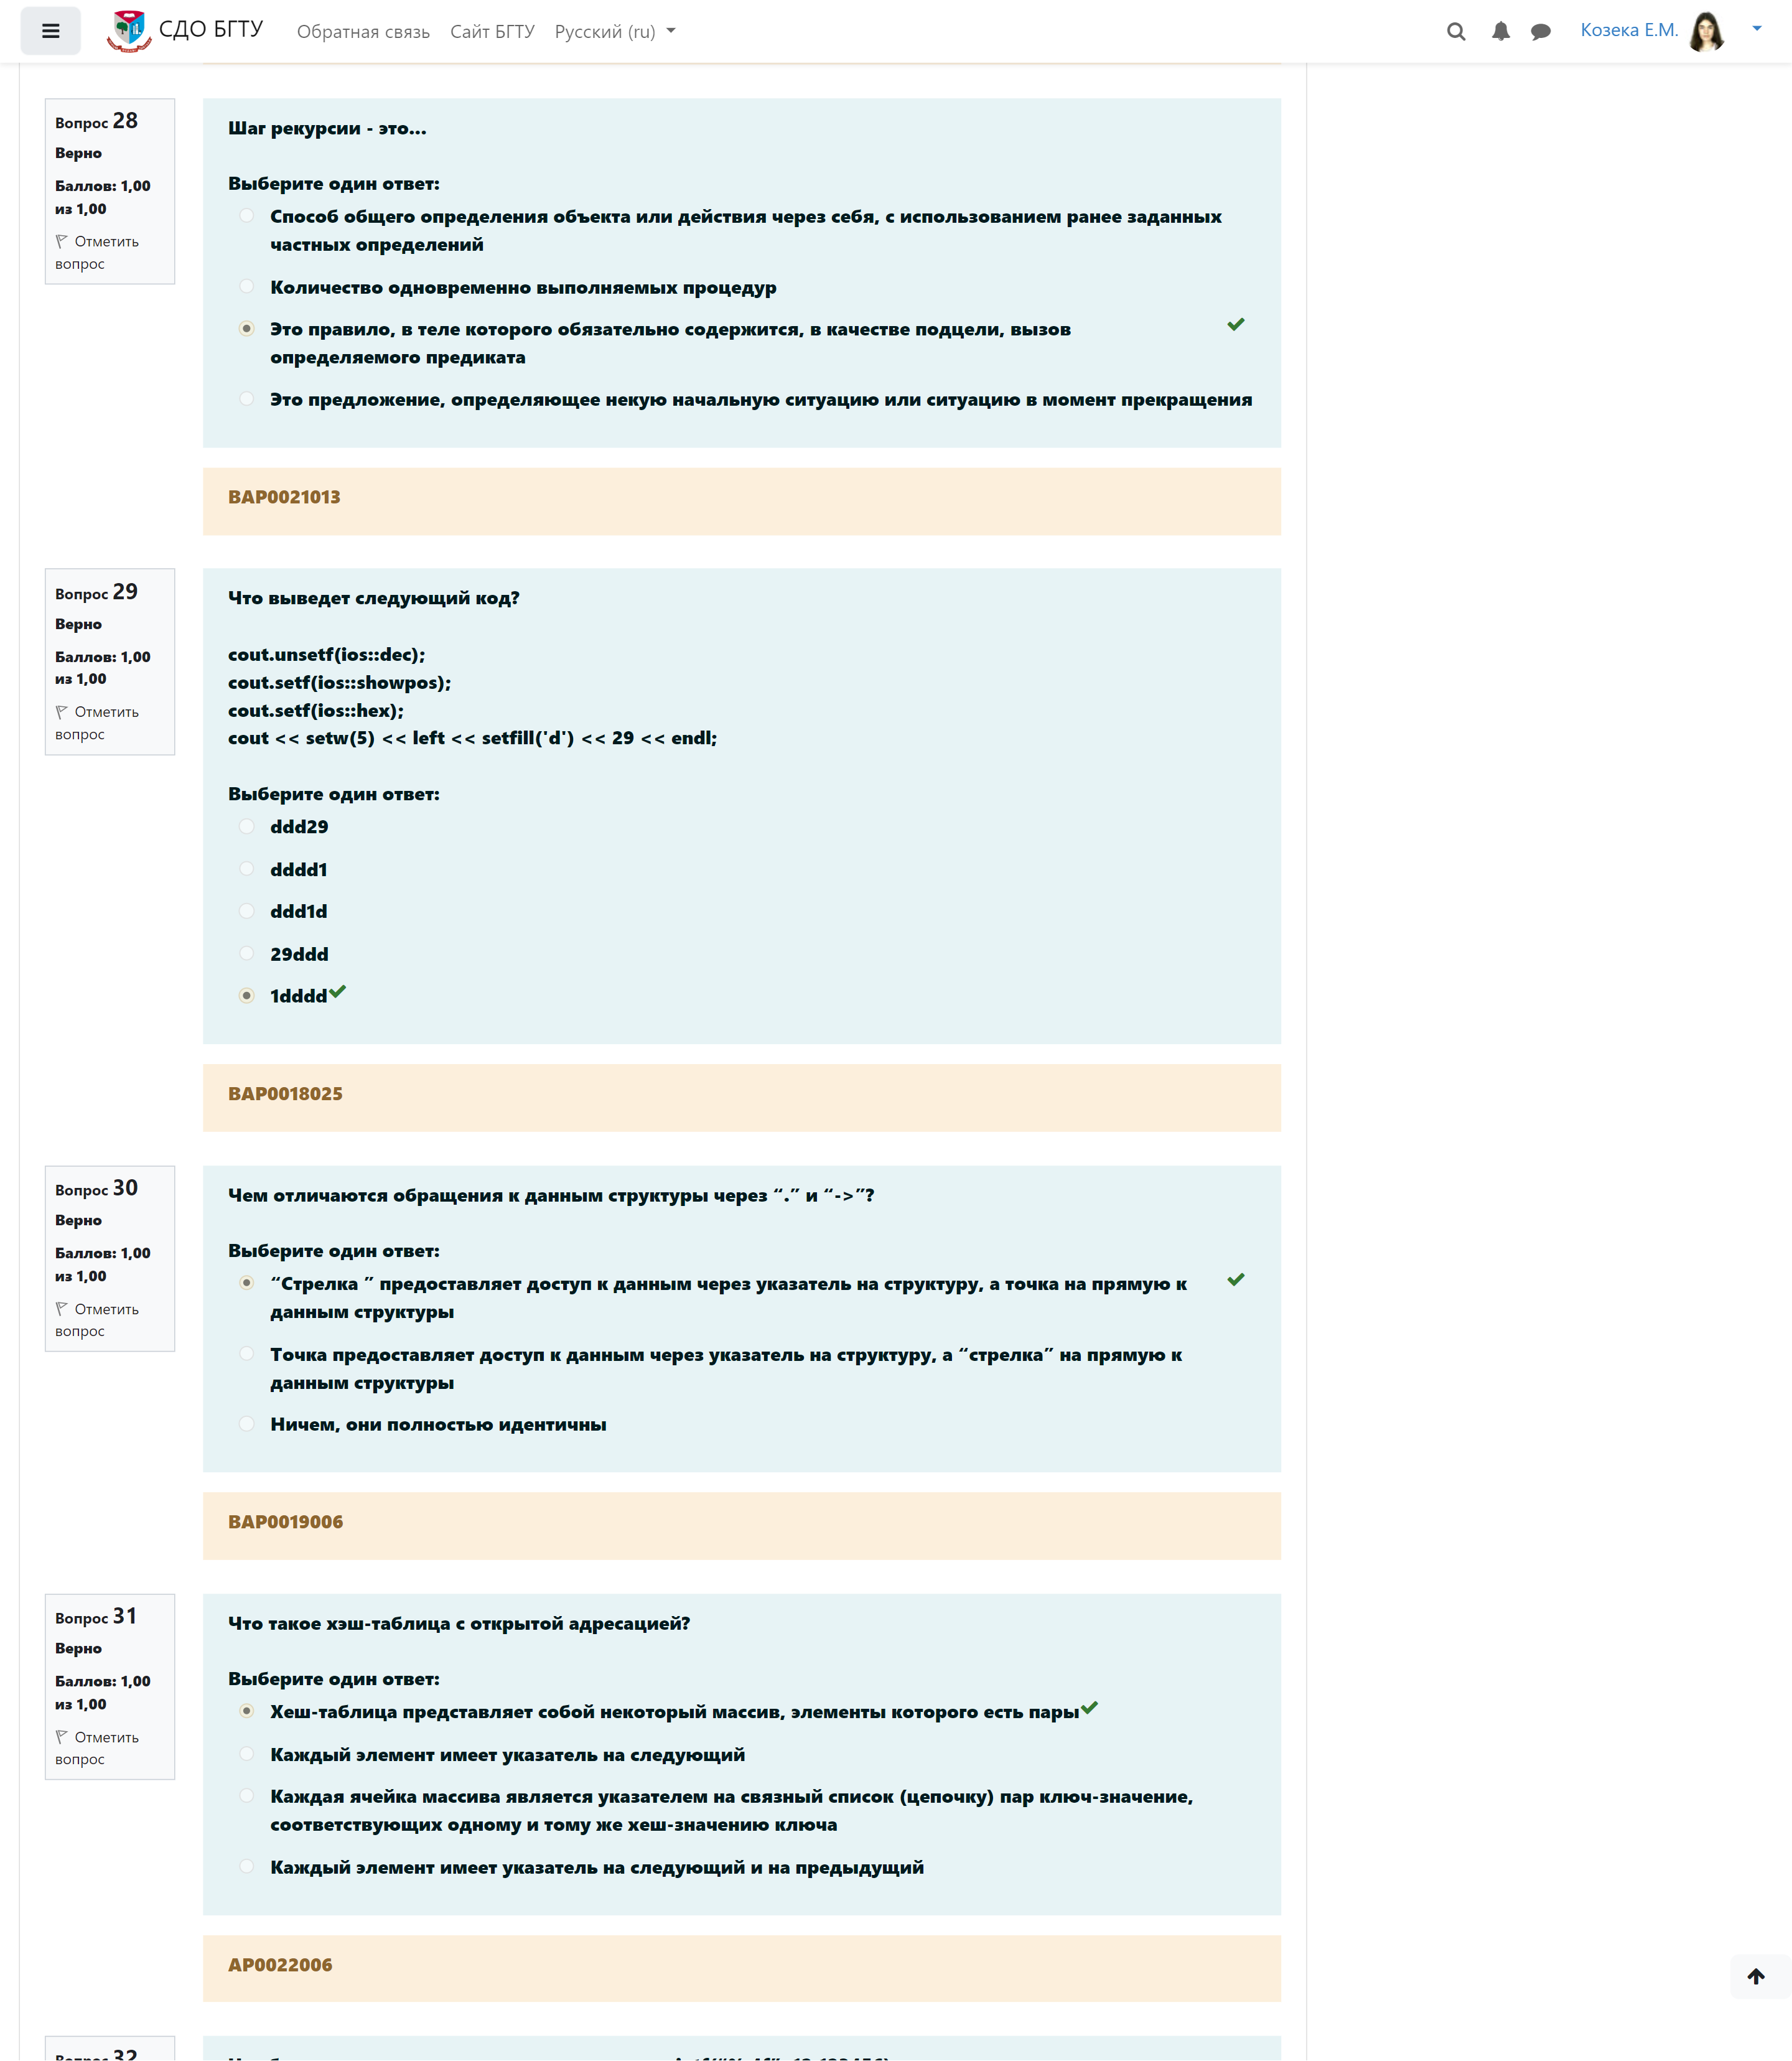 СДО БГТУ
Обратная связь Сайт БГТУ Русский (ru)
Козека Е.М.
Вопрос 28
Верно
Баллов: 1,00
из 1,00
Отметить
вопрос
Шаг рекурсии - это...
Выберите один ответ:
Способ общего определения объекта или действия через себя, с использованием ранее заданных
частных определений
Количество одновременно выполняемых процедур
Это правило, в теле которого обязательно содержится, в качестве подцели, вызов
определяемого предиката
Это предложение, определяющее некую начальную ситуацию или ситуацию в момент прекращения
BAP0021013
Вопрос 29
Верно
Баллов: 1,00
из 1,00
Отметить
вопрос
Что выведет следующий код?
cout.unsetf(ios::dec);
cout.setf(ios::showpos);
cout.setf(ios::hex);
cout << setw(5) << left << setfill('d') << 29 << endl;
Выберите один ответ:
ddd29
dddd1
ddd1d
29ddd
1dddd
BAP0018025
Вопрос 30
Верно
Баллов: 1,00
из 1,00
Отметить
вопрос
Чем отличаются обращения к данным структуры через “.” и “->”?
Выберите один ответ:
“Стрелка ” предоставляет доступ к данным через указатель на структуру, а точка на прямую к
данным структуры
Точка предоставляет доступ к данным через указатель на структуру, а “стрелка” на прямую к
данным структуры
Ничем, они полностью идентичны
BAP0019006
Вопрос 31
Верно
Баллов: 1,00
из 1,00
Отметить
вопрос
Что такое хэш-таблица с открытой адресацией?
Выберите один ответ:
Хеш-таблица представляет собой некоторый массив, элементы которого есть пары
Каждый элемент имеет указатель на следующий
Каждая ячейка массива является указателем на связный список (цепочку) пар ключ-значение,
соответствующих одному и тому же хеш-значению ключа
Каждый элемент имеет указатель на следующий и на предыдущий
AP0022006
Вопрос 32